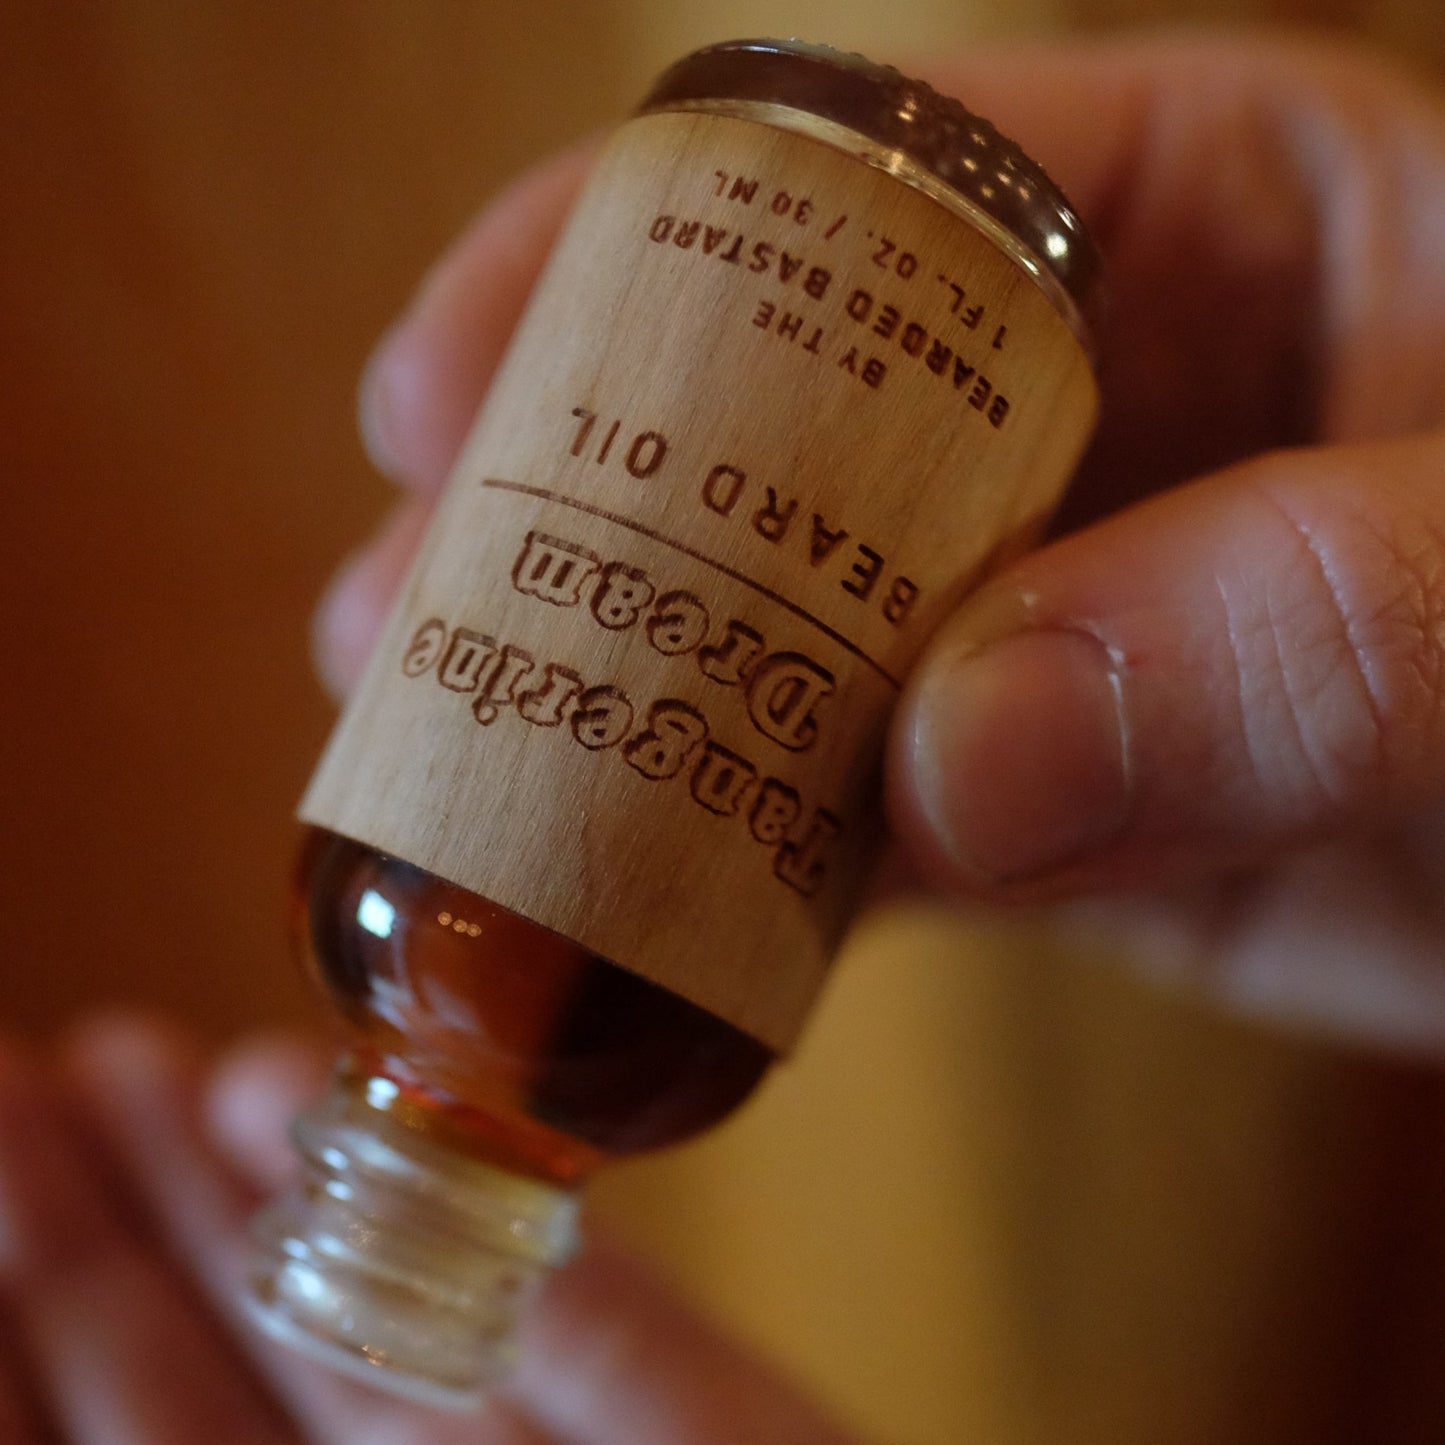 Tangerine
Dream
BEARD OIL
BY THE
BEARDED BASTARD
1 FL. OZ. / 30 ML